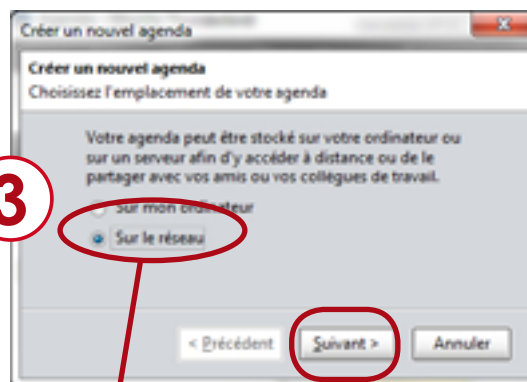 Créer un nouvel agenda
Créer un nouvel agenda
Choisissez l'emplacement de votre agenda
Votre agenda peut être stocké sur votre ordinateur ou
sur un serveur afin d'y accéder à distance ou de le
partager avec vos amis ou vos collègues de travail.
3
Sur mon ordinateur
Sur le réseau
< Précédent
Suivant >
Annuler